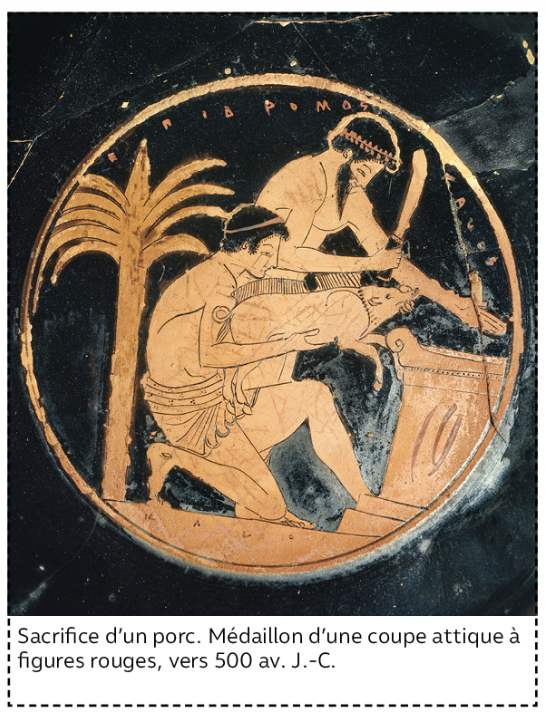 ΕΠΙΔΡΟΜΟΣ
Sacrifice d’un porc. Médaillon d’une coupe attique à
figures rouges, vers 500 av. J.-C.